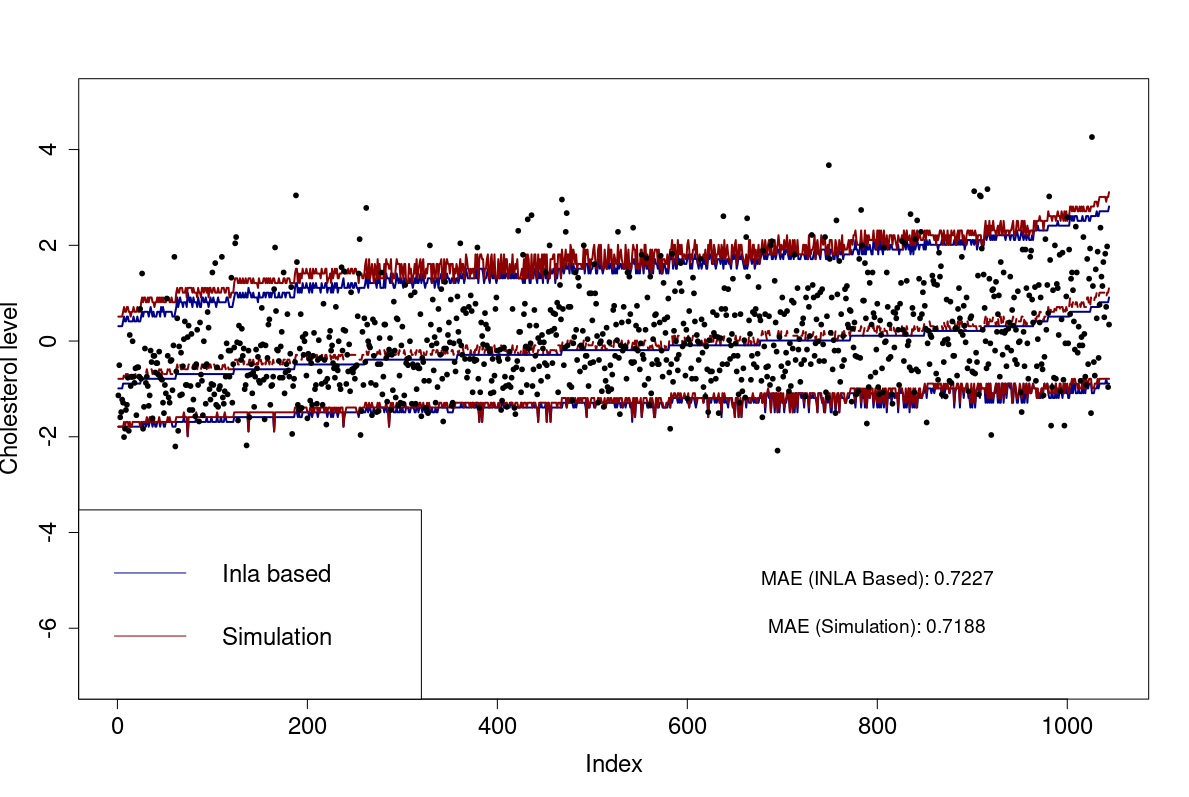 4
2
0
-2
-4
-6
Cholesterol level
Inla based
Simulation
MAE (INLA Based): 0.7227
MAE (Simulation): 0.7188
0 200 400 600 800 1000
Index